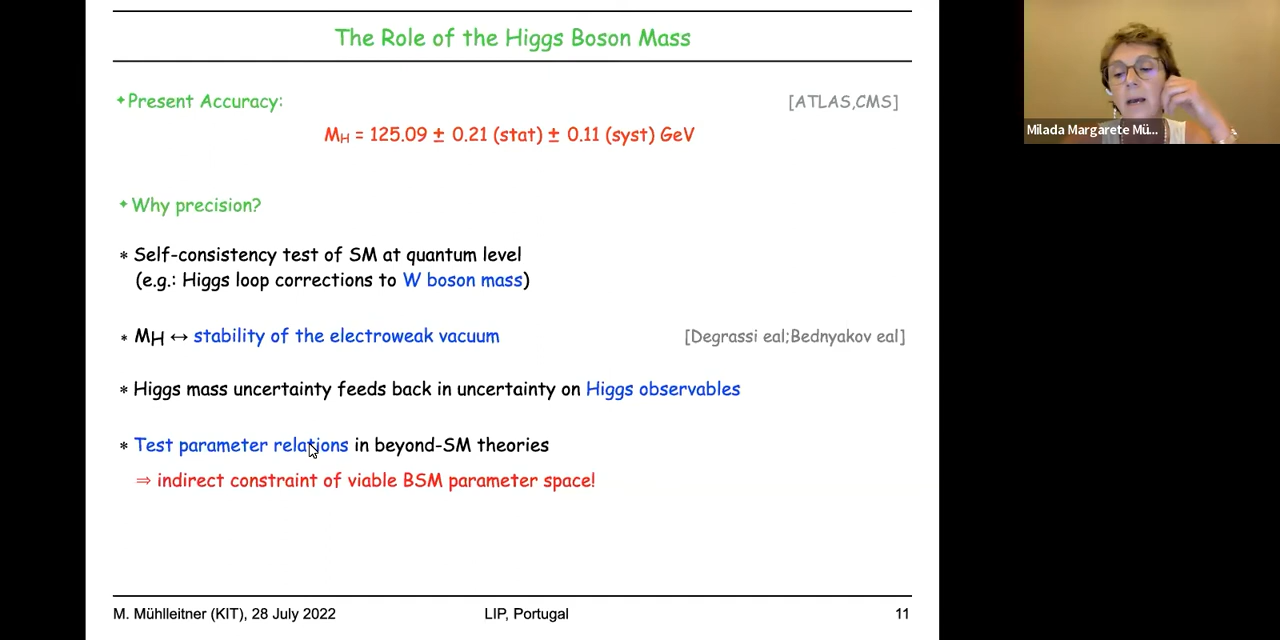 The Role of the Higgs Boson Mass
✦Present Accuracy: [ATLAS,CMS]
MH = 125.09 ± 0.21 (stat) ± 0.11 (syst) GeV
✦Why precision?
* Self-consistency test of SM at quantum level
(e.g.: Higgs loop corrections to W boson mass)
* MH ↔ stability of the electroweak vacuum [Degrassi eal;Bednyakov eal]
* Higgs mass uncertainty feeds back in uncertainty on Higgs observables
* Test parameter relations in beyond-SM theories
⇒ indirect constraint of viable BSM parameter space!
M. Mühlleitner (KIT), 28 July 2022 LIP, Portugal 11
Milada Margarete Mü...